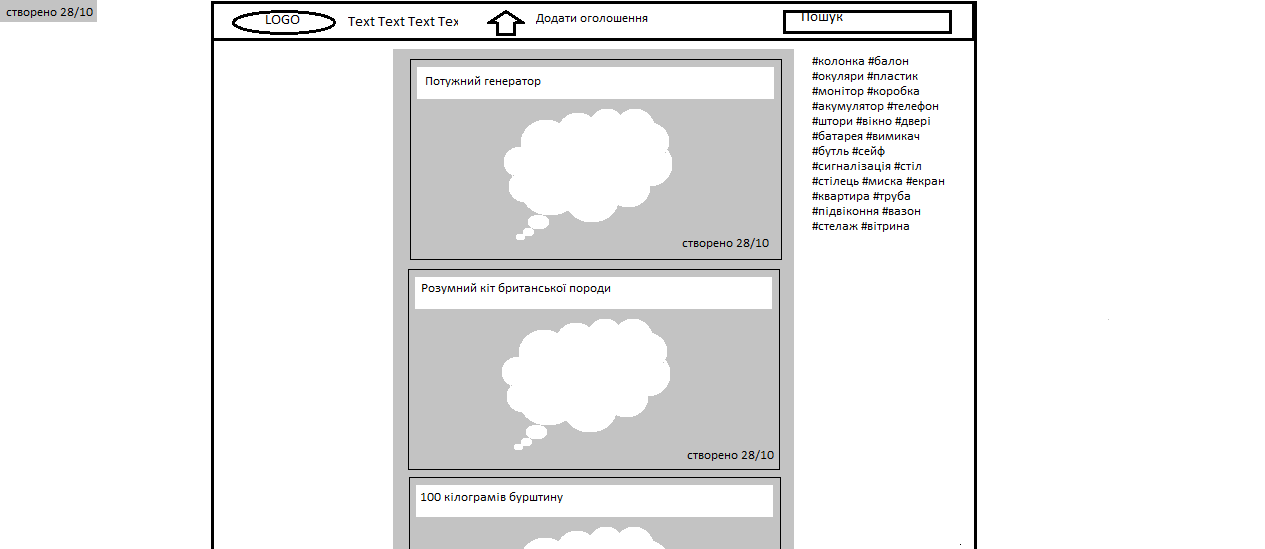 створено 28/10
LOGO
Text Text Text Tex
Додати оголошення
Пошук
Потужний генератор
створено 28/10
Розумний кіт британської породи
створено 28/10
100 кілограмів бурштину
#колонка #балон
#окуляри #пластик
#монітор #коробка
#акумулятор #телефон
#штори #вікно #двері
#батарея #вимикач
#бутль #сейф
#сигналізація #стіл
#стілець #миска #екран
#квартира #труба
#підвіконня #вазон
#стелаж #вітрина